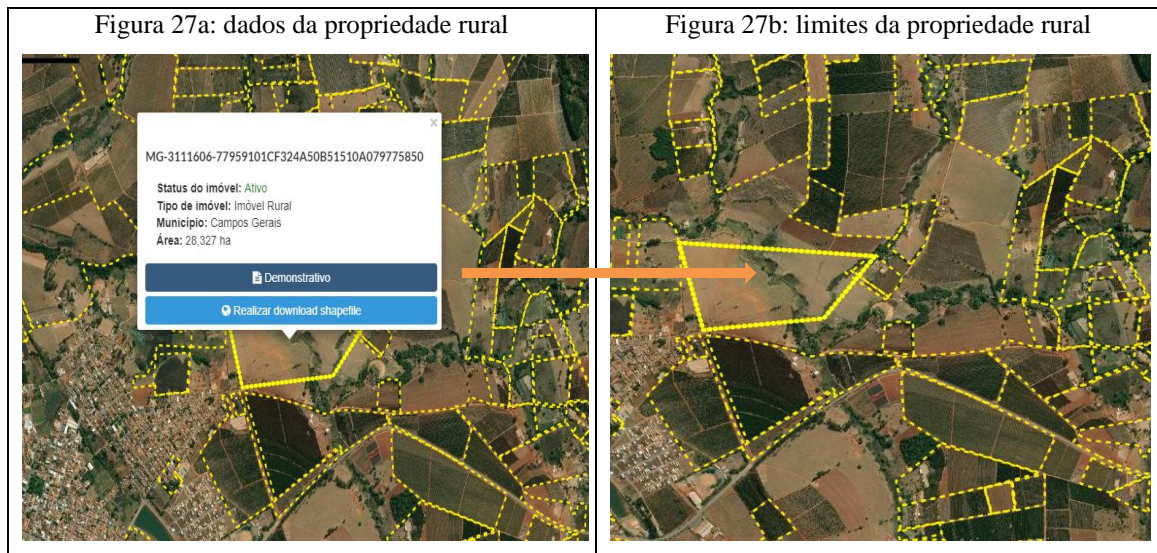 Figura 27a: dados da propriedade rural
Figura 27b: limites da propriedade rural
×
MG-3111606-77959101CF324A50B51510A079775850
Status do imóvel: Ativo
Tipo de imóvel: Imóvel Rural
Município: Campos Gerais
Área: 28,327 ha
Demonstrativo
Realizar download shapefile